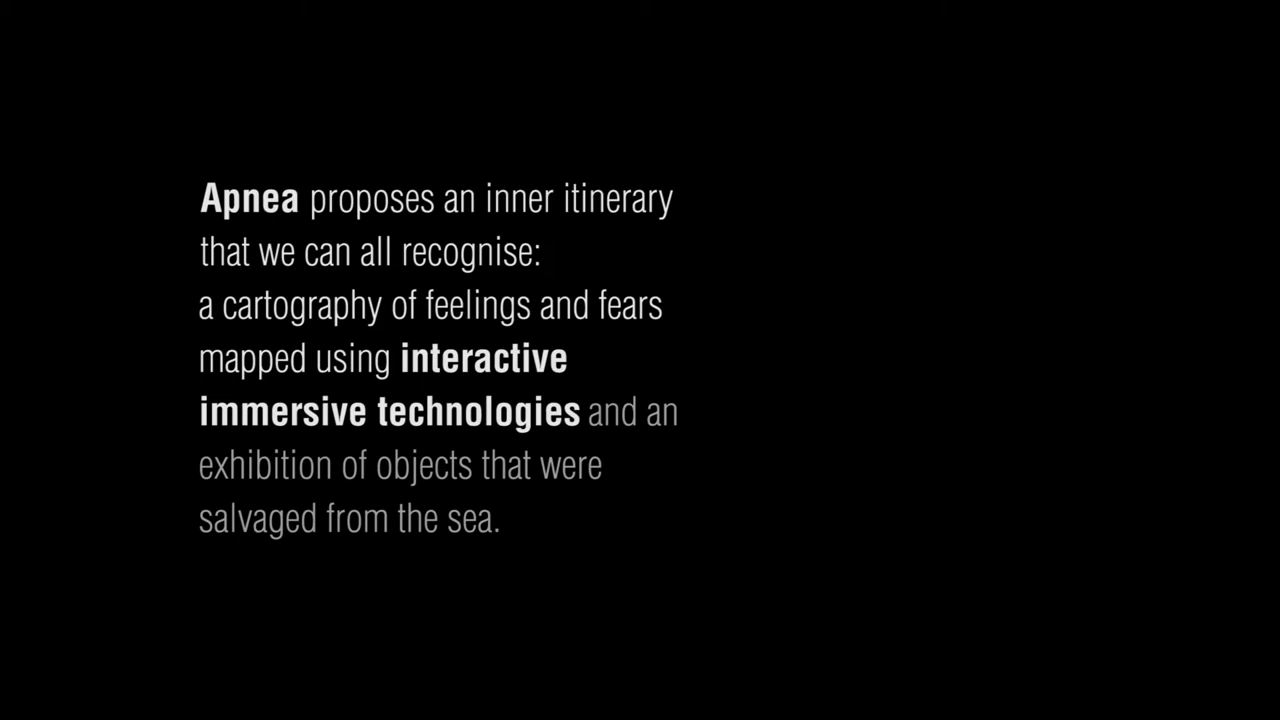 Apnea proposes an inner itinerary
that we can all recognise:
a cartography of feelings and fears
mapped using interactive
immersive technologies and an
exhibition of objects that were
salvaged from the sea.